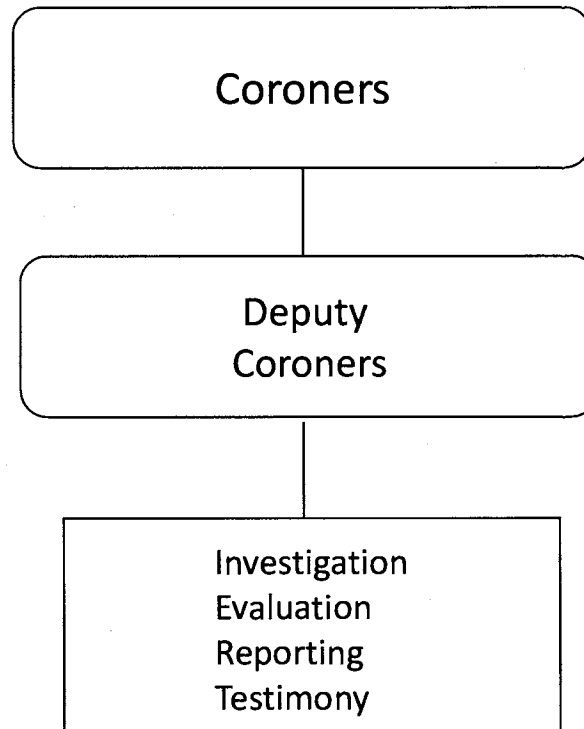 Coroners
Deputy
Coroners
Investigation
Evaluation
Reporting
Testimony